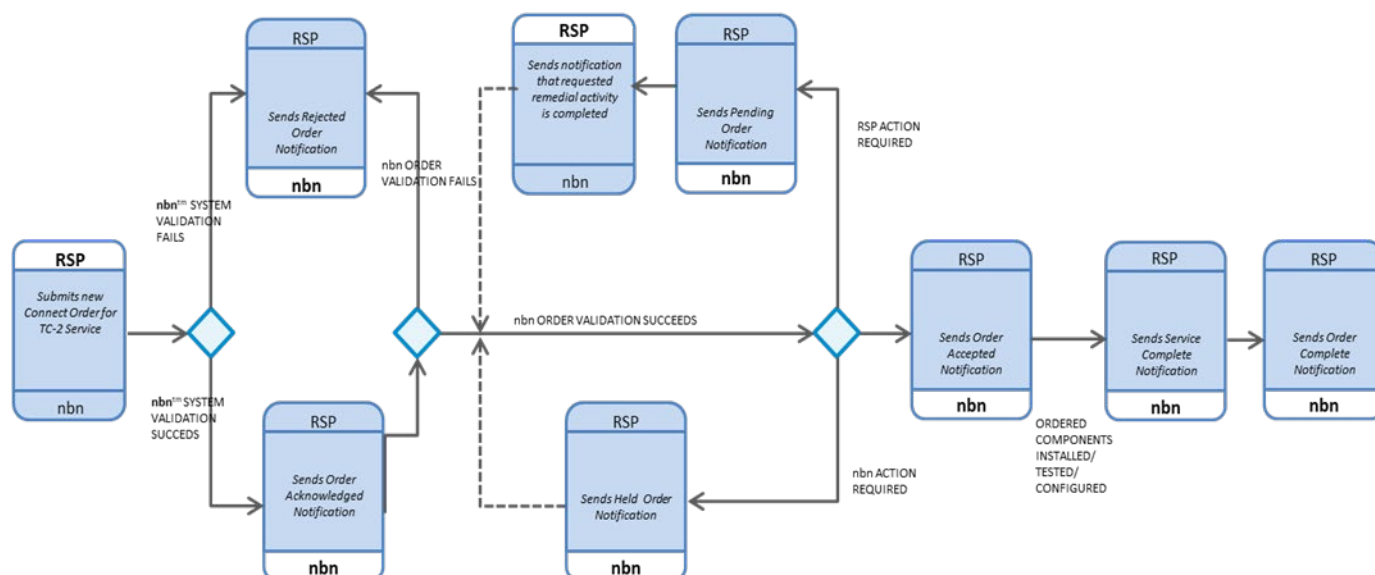 RSP
Sends Rejected
Order
Notification
nbn
RSP
Sends notification
that requested
remedial activity
is completed
nbn
RSP
Sends Pending
Order
Notification
nbn
nbn ORDER
VALIDATION FAILS
RSP ACTION
REQUIRED
nbn™ SYSTEM
VALIDATION
FAILS
RSP
Submits new
Connect Order for
TC-2 Service
nbn
nbn ORDER VALIDATION SUCCEEDS
RSP
Sends Order
Accepted
Notification
nbn
RSP
Sends Service
Complete
Notification
nbn
RSP
Sends Order
Complete
Notification
nbn
nbn™ SYSTEM
VALIDATION
SUCCEDS
RSP
Sends Order
Acknowledged
Notification
nbn
RSP
Sends Held Order
Notification
nbn
nbn ACTION
REQUIRED
ORDERED
COMPONENTS
INSTALLED/
TESTED/
CONFIGURED